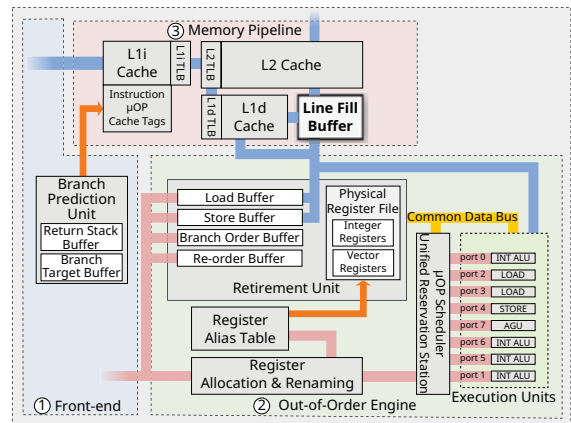 ③ Memory Pipeline
L1i
Cache
L1i TLB
L2 TLB
L2 Cache
Instruction
μOP
Cache Tags
L1d TLB
L1d
Cache
Line Fill
Buffer
Branch
Prediction
Unit
Return Stack
Buffer
Branch
Target Buffer
Load Buffer
Store Buffer
Branch Order Buffer
Re-order Buffer
Physical
Register File
Integer
Registers
Vector
Registers
Retirement Unit
Register
Alias Table
Register
Allocation & Renaming
Common Data Bus
μOP Scheduler
Unified Reservation Station
port 0 INT ALU
port 2 LOAD
port 3 LOAD
port 4 STORE
port 7 AGU
port 6 INT ALU
port 5 INT ALU
port 1 INT ALU
Execution Units
① Front-end
② Out-of-Order Engine